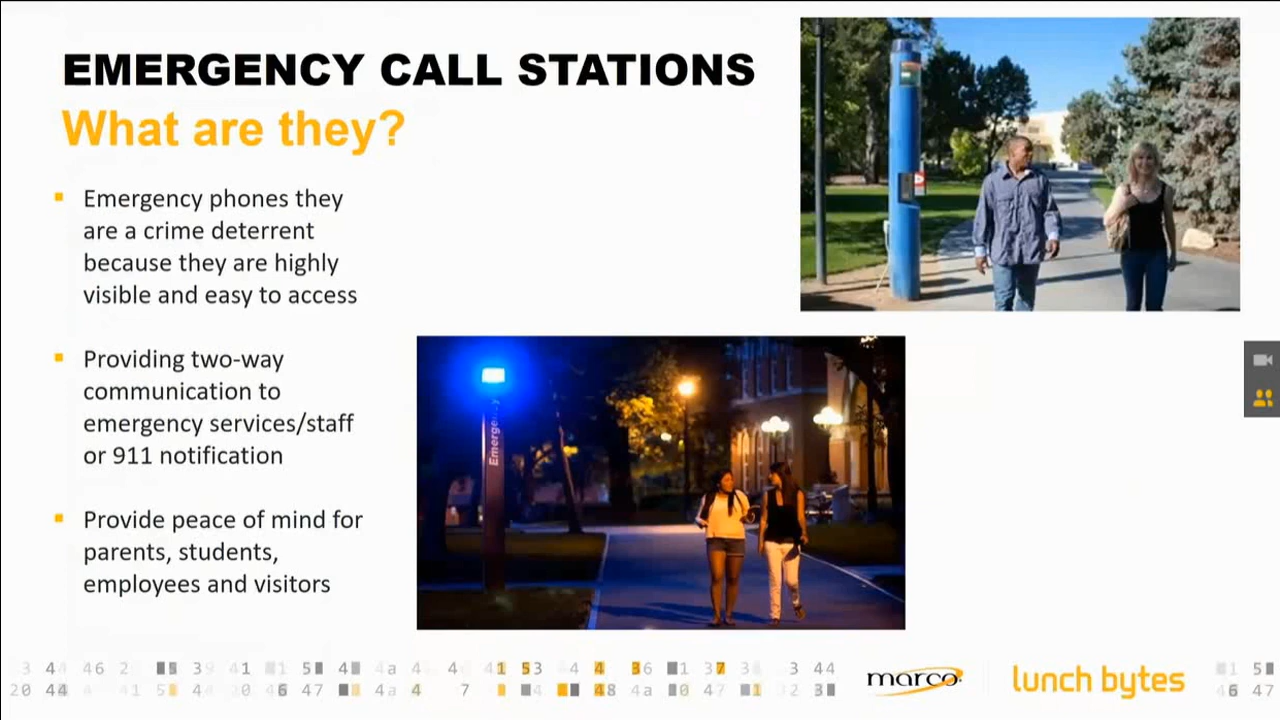 EMERGENCY CALL STATIONS
What are they?
Emergency phones they
are a crime deterrent
because they are highly
visible and easy to access
Providing two-way
communication to
emergency services/staff
or 911 notification
Provide peace of mind for
parents, students,
employees and visitors
Emergency
marco
lunch bytes